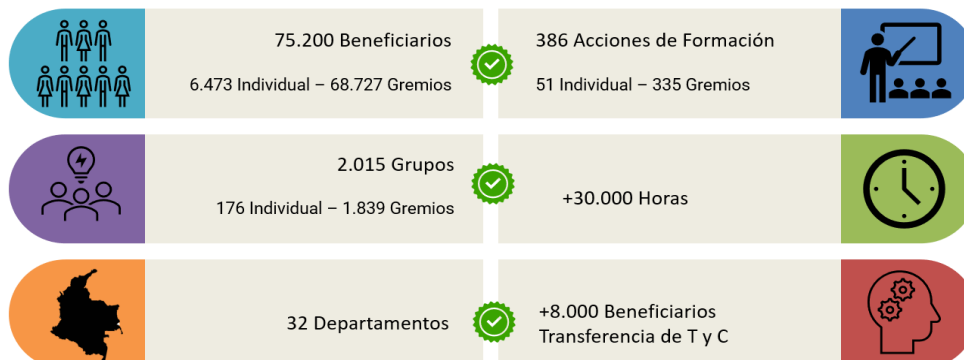 75.200 Beneficiarios
6.473 Individual – 68.727 Gremios
386 Acciones de Formación
51 Individual – 335 Gremios
2.015 Grupos
176 Individual – 1.839 Gremios
+30.000 Horas
32 Departamentos
+8.000 Beneficiarios
Transferencia de T y C